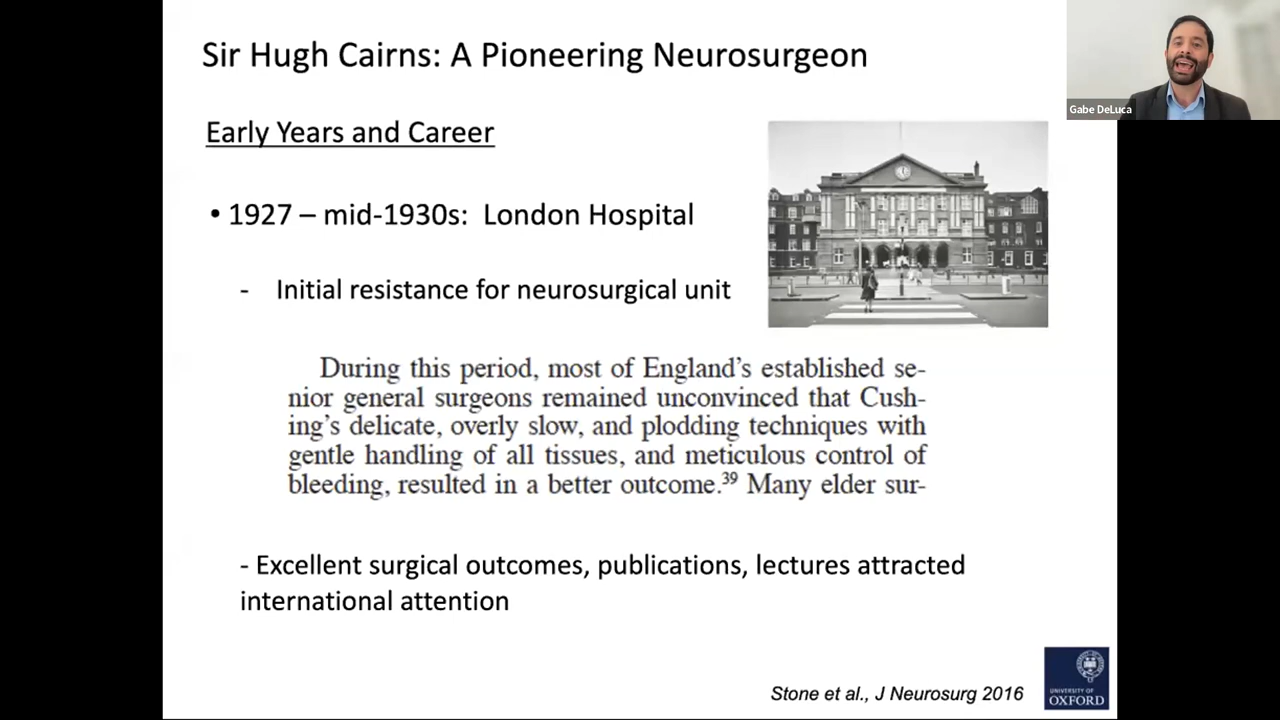 Sir Hugh Cairns: A Pioneering Neurosurgeon
Gabe DeLuca
Early Years and Career
• 1927 – mid-1930s: London Hospital
- Initial resistance for neurosurgical unit
During this period, most of England's established se-
nior general surgeons remained unconvinced that Cush-
ing's delicate, overly slow, and plodding techniques with
gentle handling of all tissues, and meticulous control of
bleeding, resulted in a better outcome.³⁹ Many elder sur-
- Excellent surgical outcomes, publications, lectures attracted
international attention
Stone et al., J Neurosurg 2016
UNIVERSITY OF
OXFORD